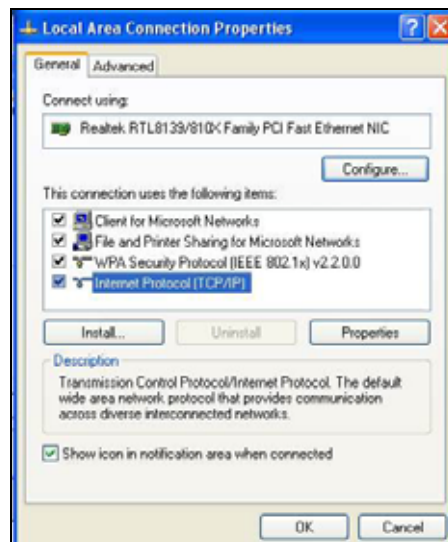 Local Area Connection Properties
General Advanced
Connect using:
Realtek RTL8139/810X Family PCI Fast Ethernet NIC
Configure...
This connection uses the following items:
Client for Microsoft Networks
File and Printer Sharing for Microsoft Networks
WPA Security Protocol (IEEE 802.1x) v2.2.0.0
Internet Protocol (TCP/IP)
Install... Uninstall Properties
Description
Transmission Control Protocol/Internet Protocol. The default
wide area network protocol that provides communication
across diverse interconnected networks.
Show icon in notification area when connected
OK Cancel